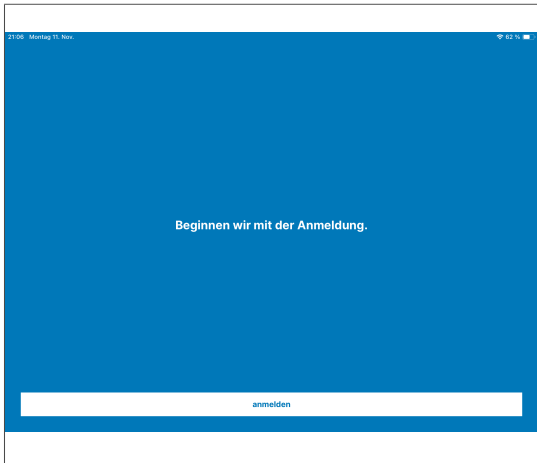 21:06 Montag 11. Nov.
62 %
Beginnen wir mit der Anmeldung.
anmelden